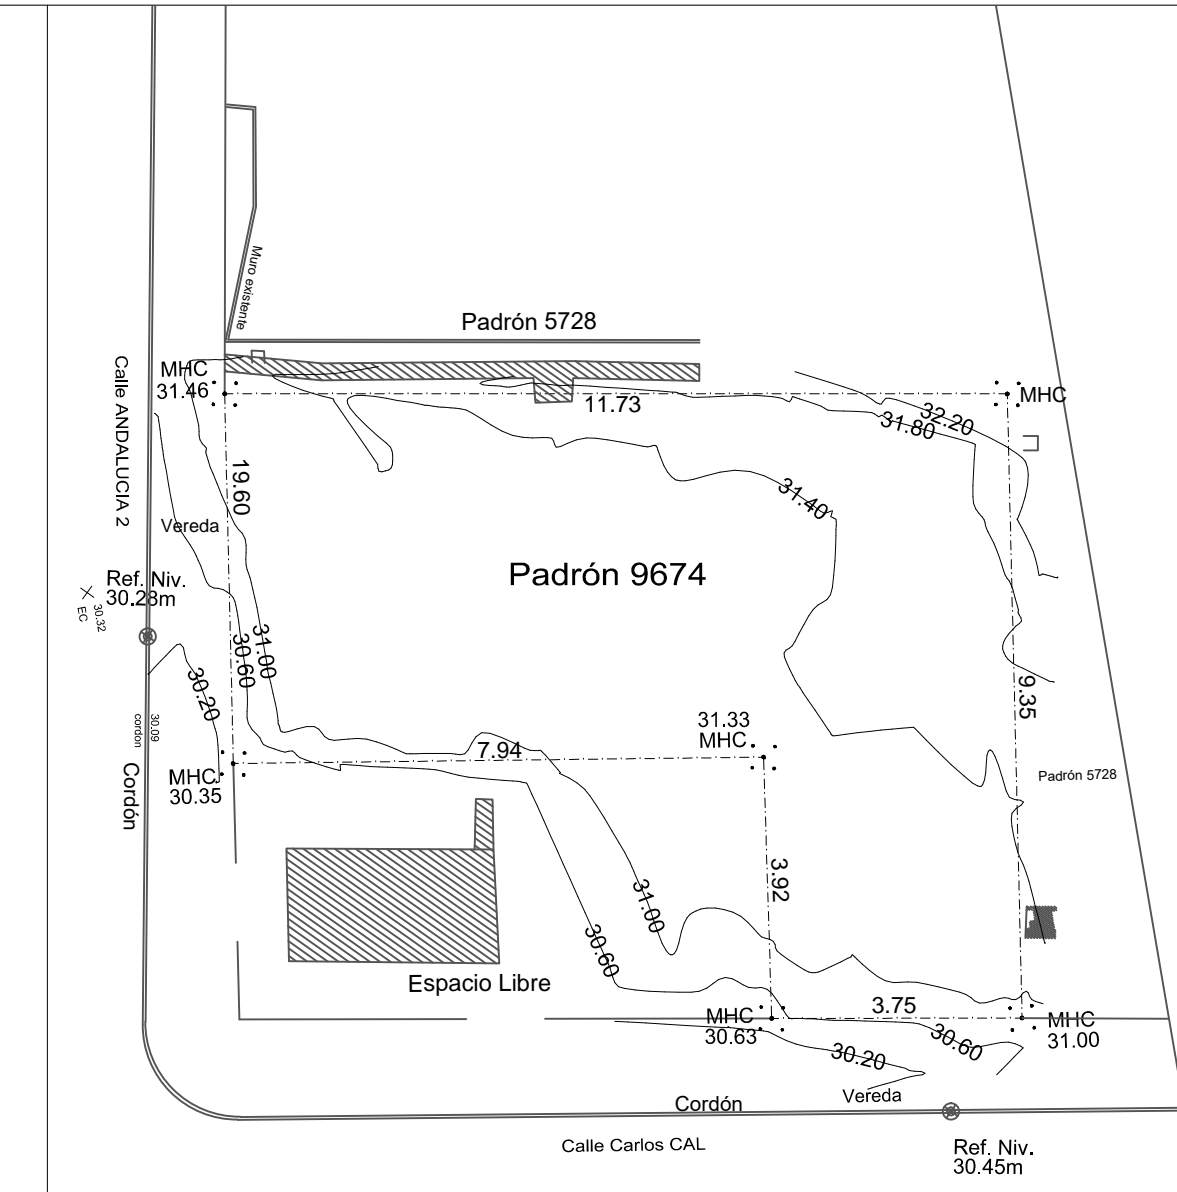 Muro existente
Padrón 5728
MHC
31.46
11.73
MHC
32.20
31.80
Calle ANDALUCIA 2
19.60
31.40
Vereda
Padrón 9674
Ref. Niv.
30.28m
30.32
EC
31.00
30.60
30.20
9.35
30.09
cordon
31.33
MHC
7.94
MHC
30.35
Cordón
Padrón 5728
3.92
31.00
30.60
Espacio Libre
3.75
MHC
30.63
MHC
31.00
30.60
30.20
Vereda
Cordón
Calle Carlos CAL
Ref. Niv.
30.45m